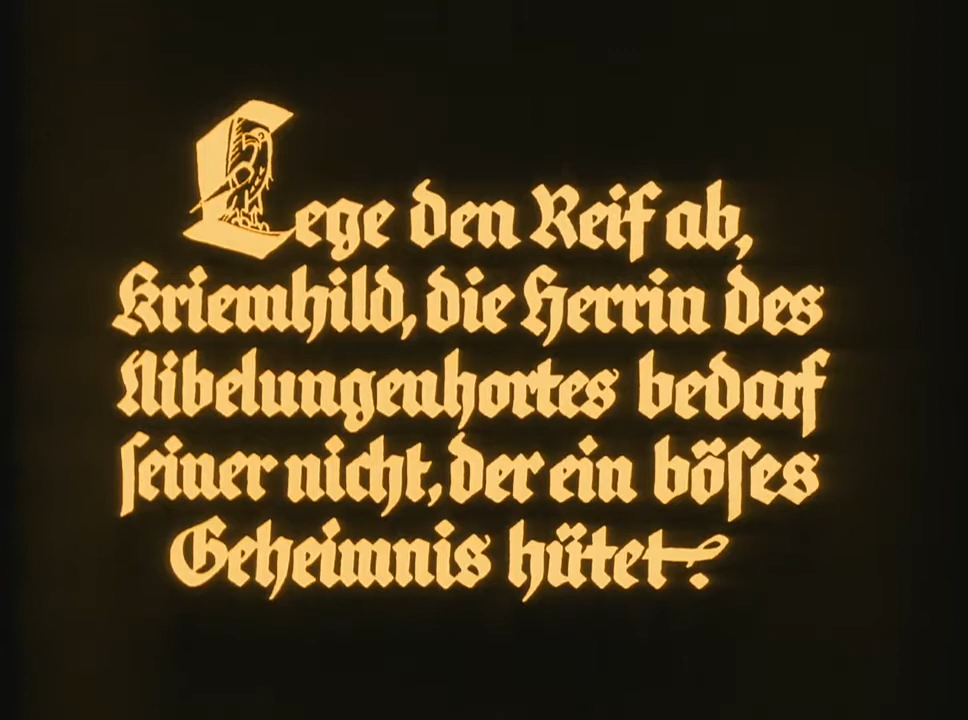 Lege den Reif ab,
Kriemhild, die Herrin des
Nibelungenhortes bedarf
ſeiner nicht, der ein böſes
Geheimnis hütet.